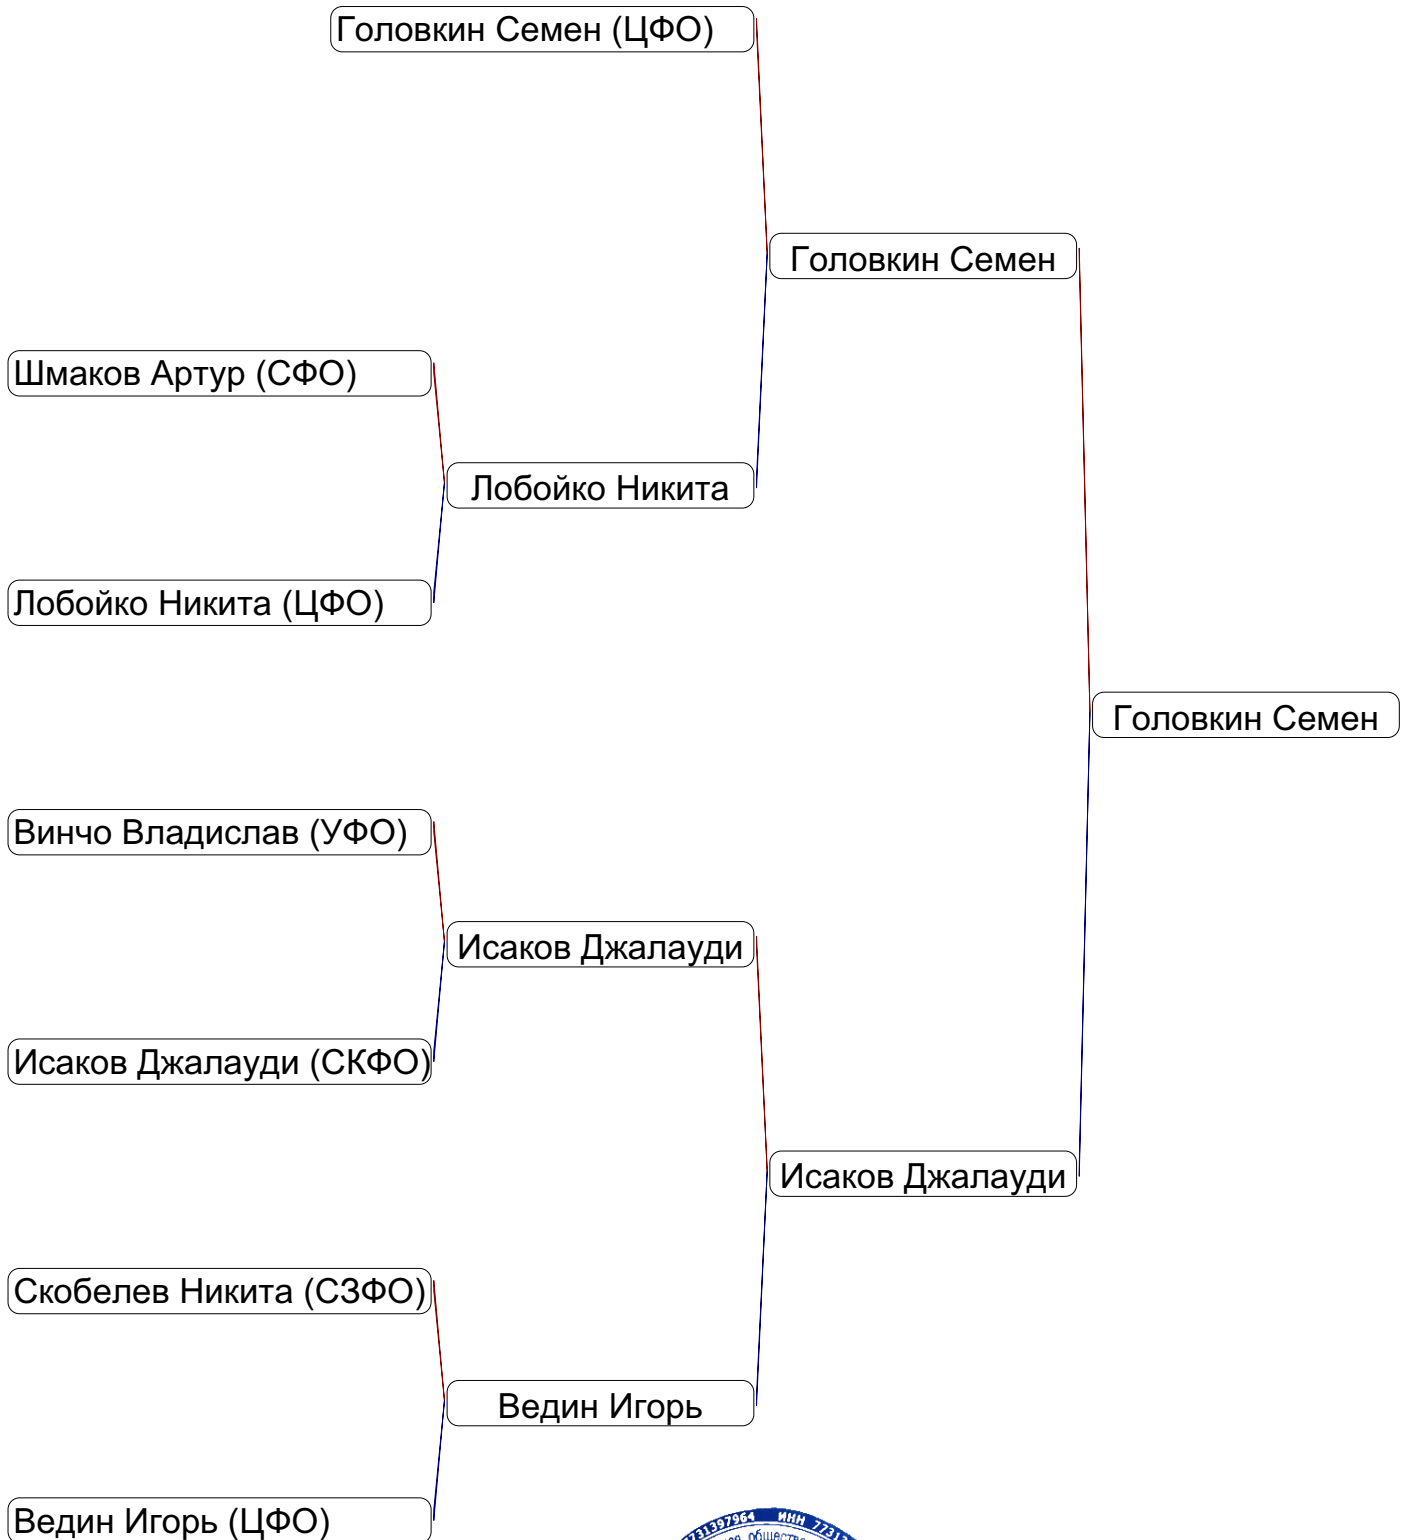 Головкин Семен (ЦФО)
Головкин Семен
Шмаков Артур (СФО)
Лобойко Никита
Лобойко Никита (ЦФО)
Головкин Семен
Винчо Владислав (УФО)
Исаков Джалауди
Исаков Джалауди (СКФО)
Исаков Джалауди
Скобелев Никита (СЗФО)
Ведин Игорь
Ведин Игорь (ЦФО)
ИНН